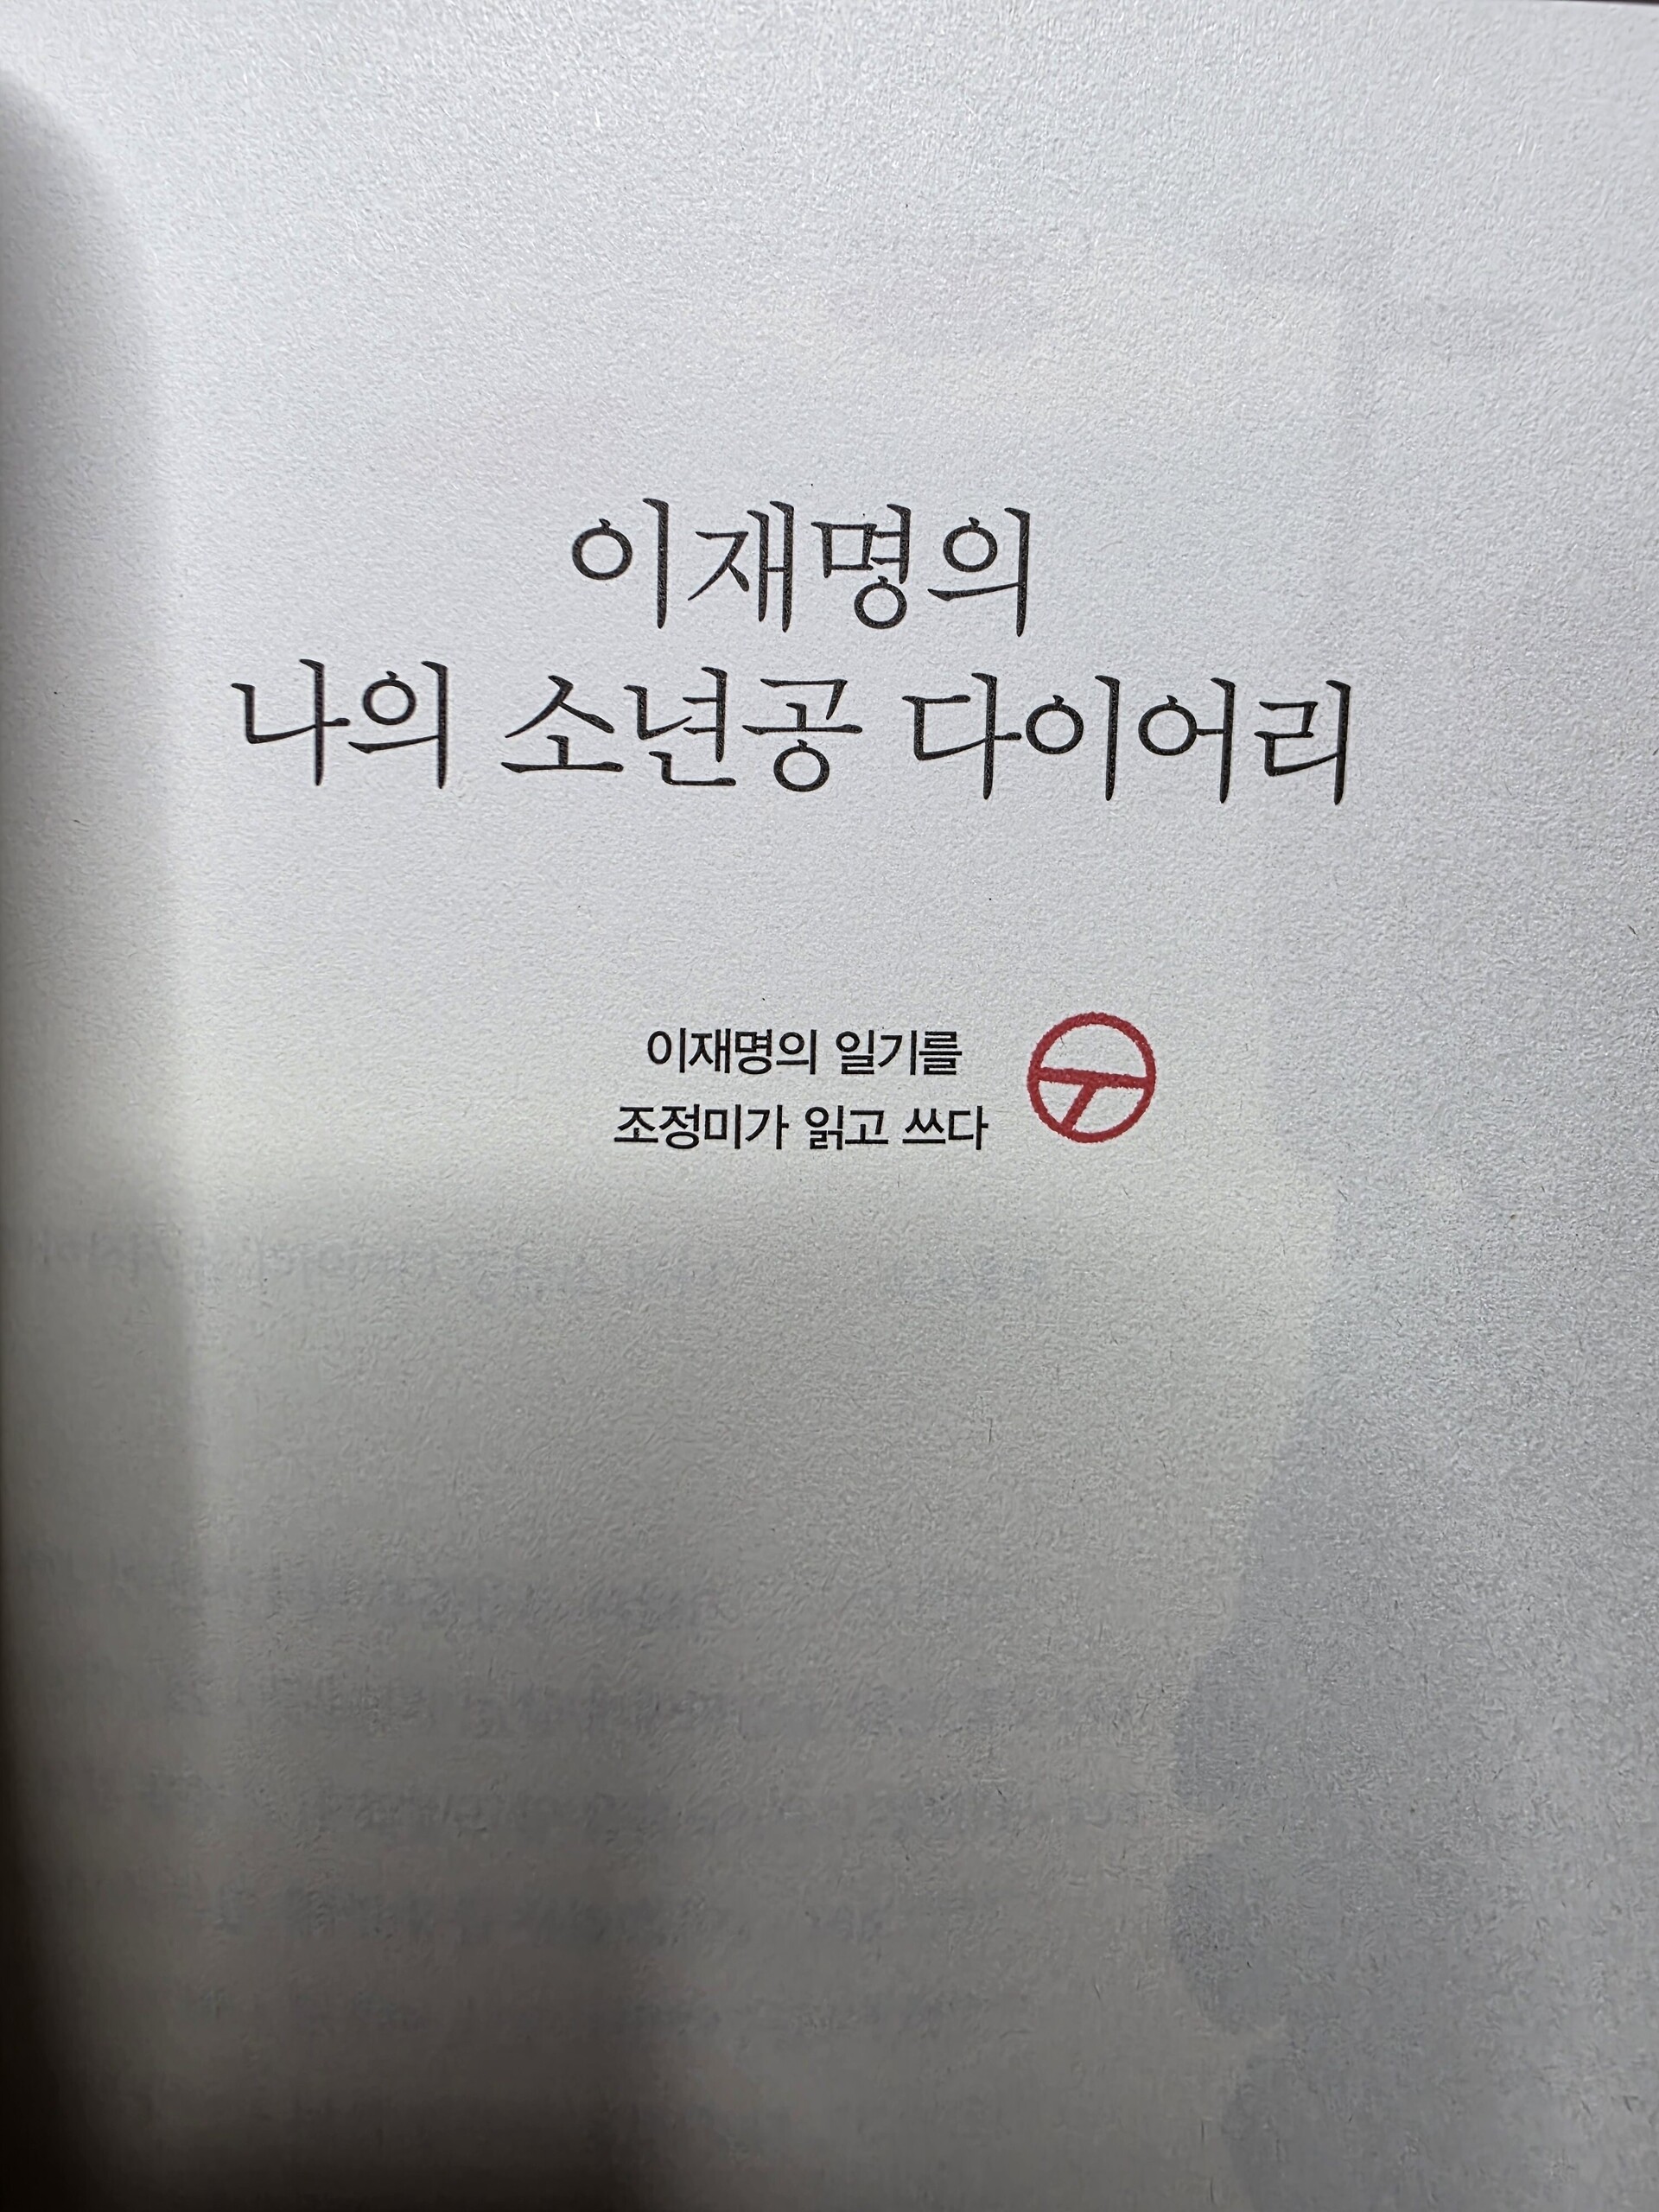 이재명의
나의 소년공 다이어리
이재명의 일기를
조정미가 읽고 쓰다